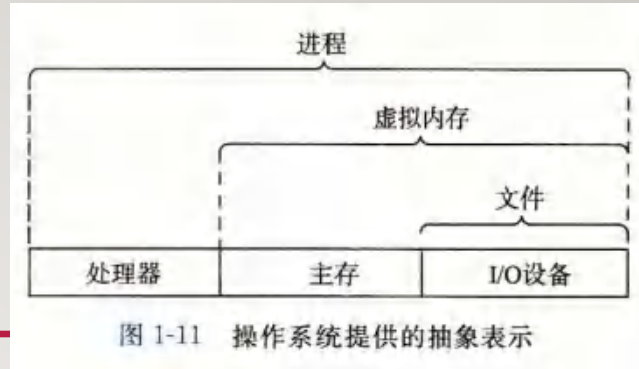 进程
虚拟内存
文件
处理器 主存 I/O设备
图 1-11 操作系统提供的抽象表示